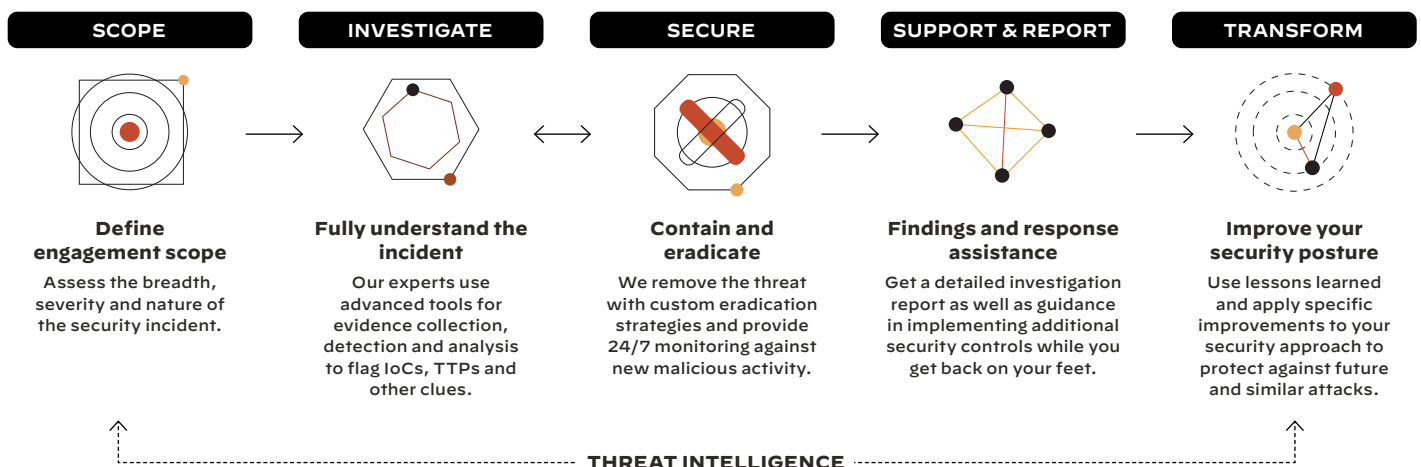 SCOPE
INVESTIGATE
SECURE
SUPPORT & REPORT
TRANSFORM
Define
engagement scope
Assess the breadth,
severity and nature of
the security incident.
Fully understand the
incident
Our experts use
advanced tools for
evidence collection,
detection and analysis
to flag IoCs, TTPs and
other clues.
Contain and
eradicate
We remove the threat
with custom eradication
strategies and provide
24/7 monitoring against
new malicious activity.
Findings and response
assistance
Get a detailed investigation
report as well as guidance
in implementing additional
security controls while you
get back on your feet.
Improve your
security posture
Use lessons learned
and apply specific
improvements to your
security approach to
protect against future
and similar attacks.
THREAT INTELLIGENCE